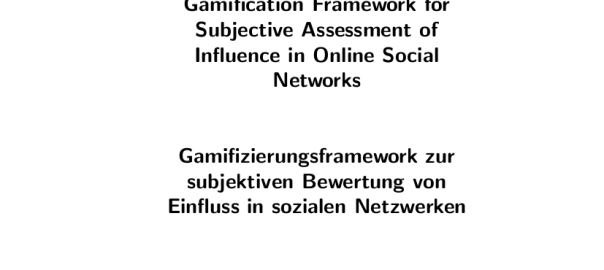 Gamification Framework for
Subjective Assessment of
Influence in Online Social
Networks
Gamifizierungsframework zur
subjektiven Bewertung von
Einfluss in sozialen Netzwerken